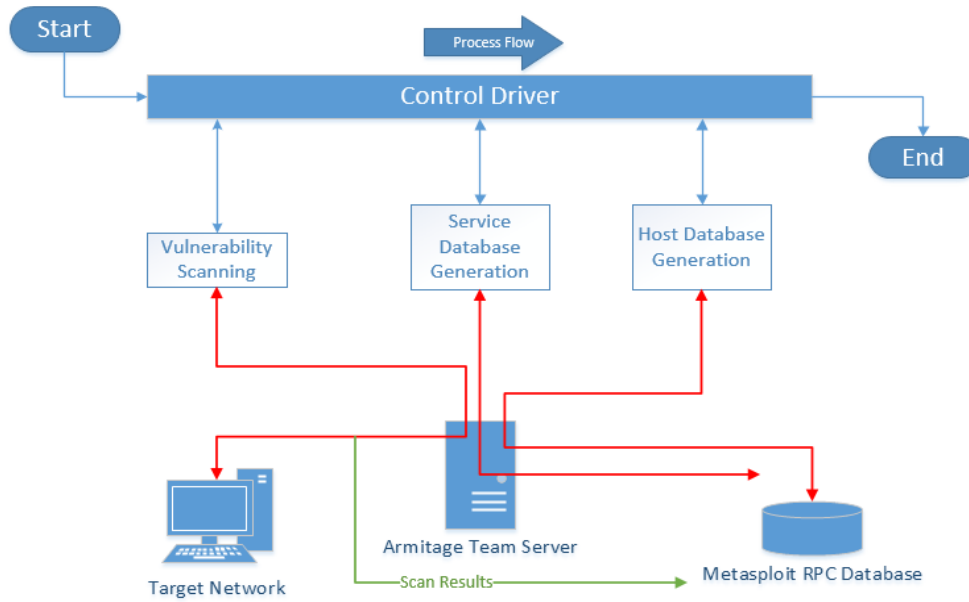 Start
Process Flow
Control Driver
End
Vulnerability
Scanning
Service
Database
Generation
Host Database
Generation
Armitage Team Server
Target Network
Scan Results
Metasploit RPC Database